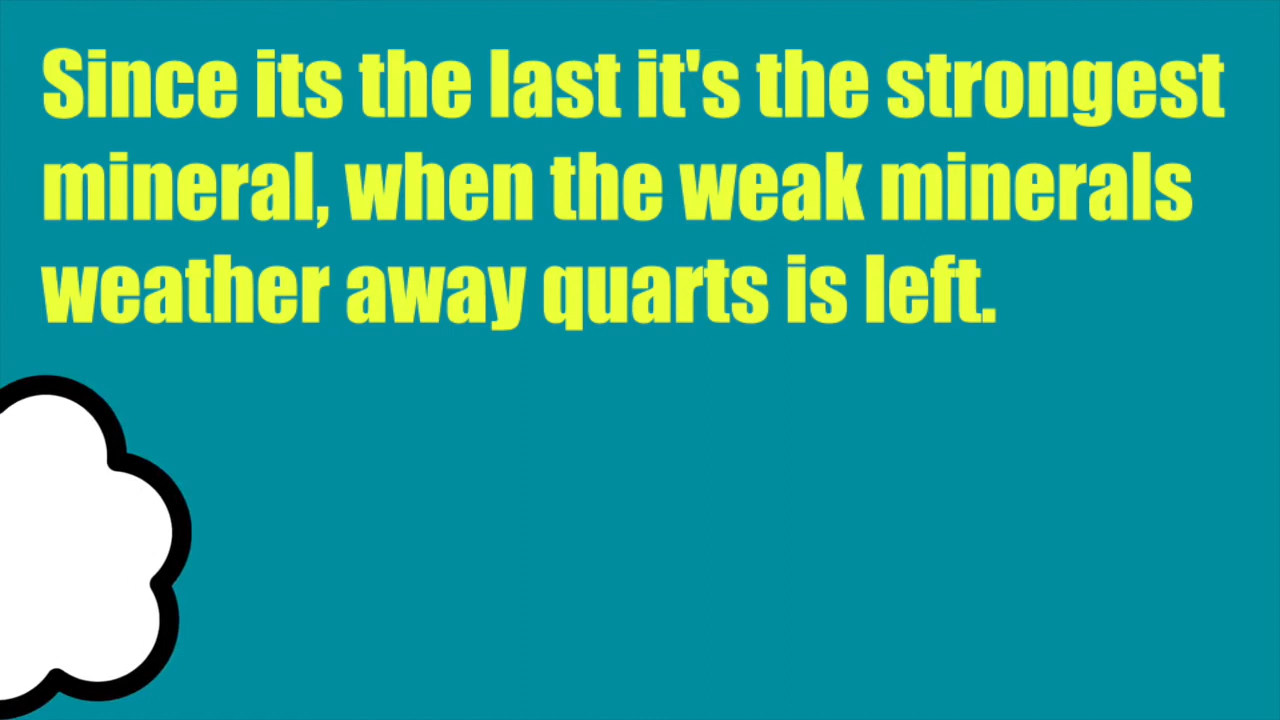 Since its the last it's the strongest
mineral, when the weak minerals
weather away quarts is left.